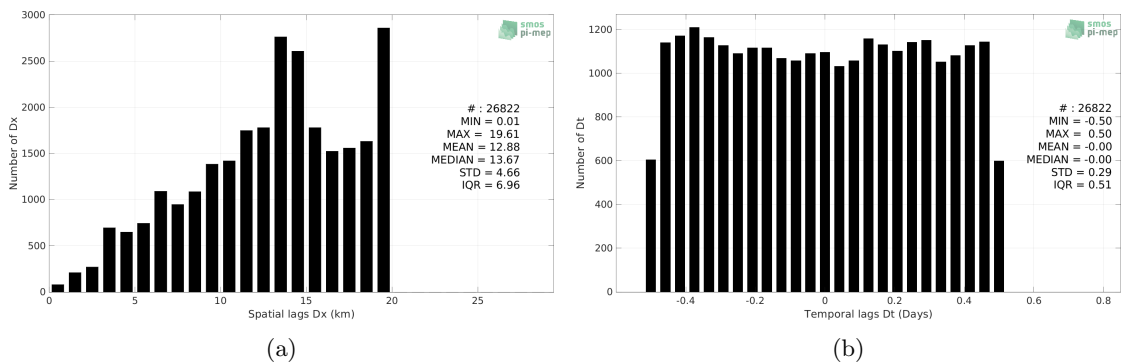 3000
2500
2000
1500
1000
500
0
Number of Dx
0 5 10 15 20 25
Spatial lags Dx (km)
smos
pi-mep
# : 26822
MIN = 0.01
MAX = 19.61
MEAN = 12.88
MEDIAN = 13.67
STD = 4.66
IQR = 6.96
(a)
1200
1000
800
600
400
200
0
Number of Dt
-0.4 -0.2 0 0.2 0.4 0.6 0.8
Temporal lags Dt (Days)
smos
pi-mep
# : 26822
MIN = -0.50
MAX = 0.50
MEAN = -0.00
MEDIAN = -0.00
STD = 0.29
IQR = 0.51
(b)